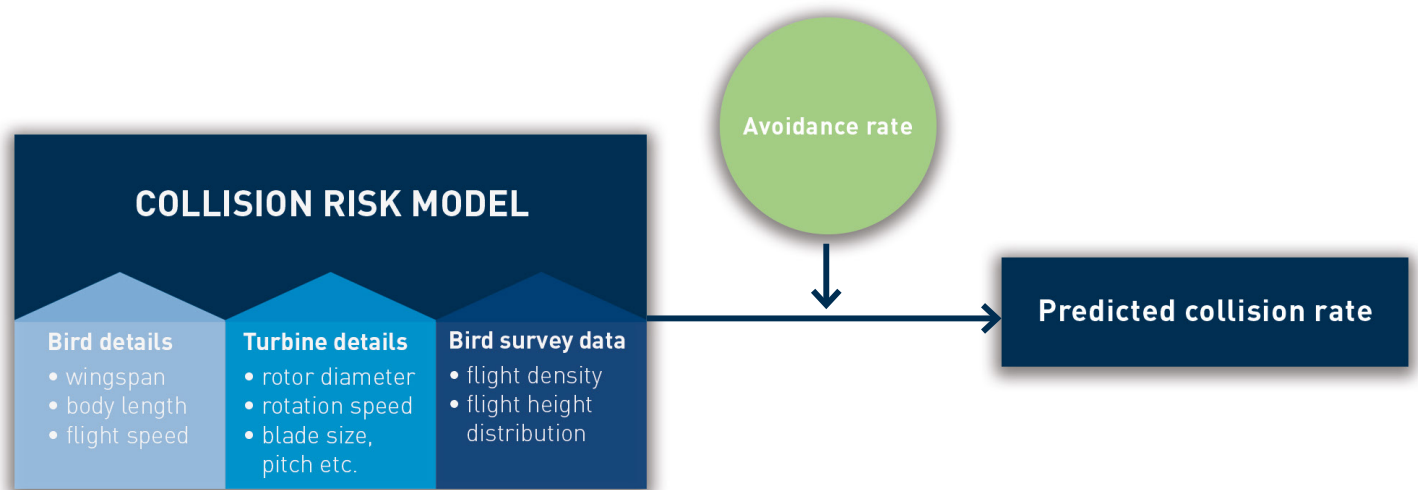 Avoidance rate
COLLISION RISK MODEL
Bird details
• wingspan
• body length
• flight speed
Turbine details
• rotor diameter
• rotation speed
• blade size,
pitch etc.
Bird survey data
• flight density
• flight height
distribution
Predicted collision rate